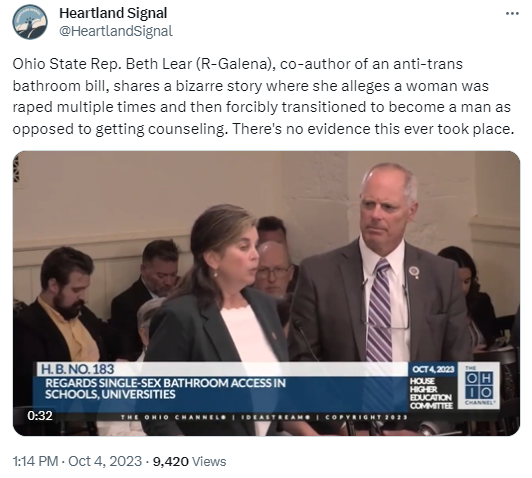 Heartland Signal
@HeartlandSignal
Ohio State Rep. Beth Lear (R-Galena), co-author of an anti-trans
bathroom bill, shares a bizarre story where she alleges a woman was
raped multiple times and then forcibly transitioned to become a man as
opposed to getting counseling. There's no evidence this ever took place.
H.B. NO. 183
REGARDS SINGLE-SEX BATHROOM ACCESS IN
SCHOOLS, UNIVERSITIES
OCT 4, 2023
HOUSE
HIGHER
EDUCATION
COMMITTEE
THE
OH
IO
CHANNEL
0:32
THE OHIO CHANNEL® | IDEASTREAM® | COPYRIGHT 2023
1:14 PM · Oct 4, 2023 · 9,420 Views